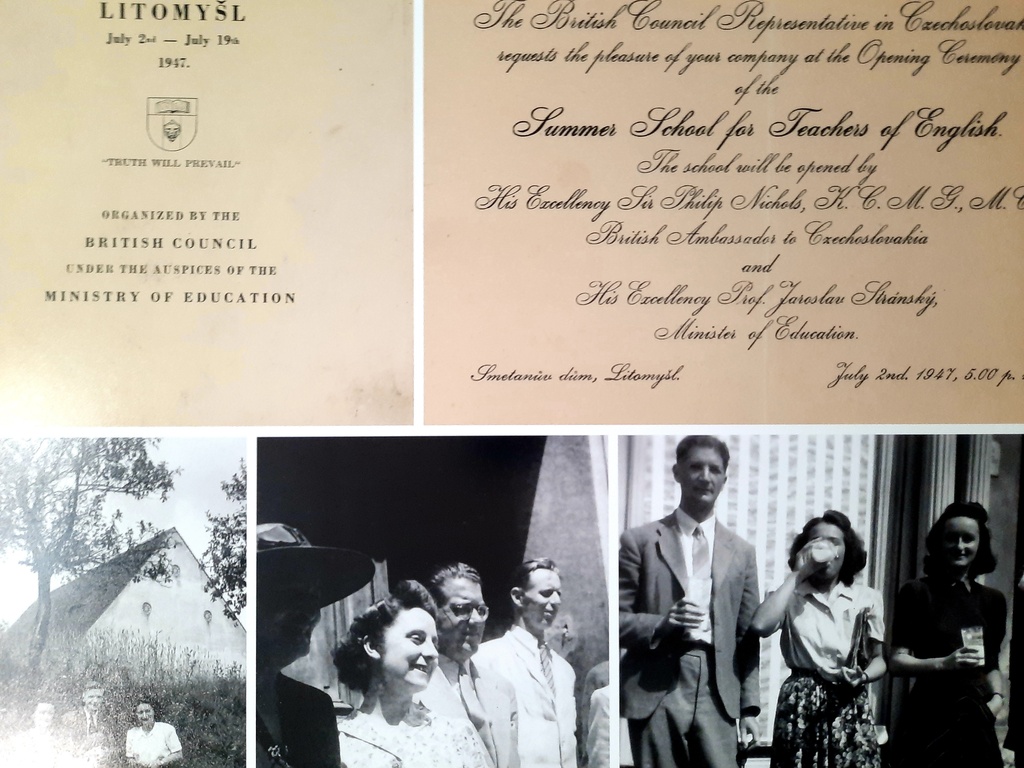 LITOMYŠL
July 2nd — July 19th
1947.
"TRUTH WILL PREVAIL"
ORGANIZED BY THE
BRITISH COUNCIL
UNDER THE AUSPICES OF THE
MINISTRY OF EDUCATION
The British Council Representative in Czechoslovak
requests the pleasure of your company at the Opening Ceremony
of the
Summer School for Teachers of English.
The school will be opened by
His Excellency Sir Philip Nichols, K. C. M. G., M. C
British Ambassador to Czechoslovakia
and
His Excellency Prof. Jaroslav Stránský,
Minister of Education.
Smetanův dům, Litomyšl.
July 2nd. 1947, 5.00 p.